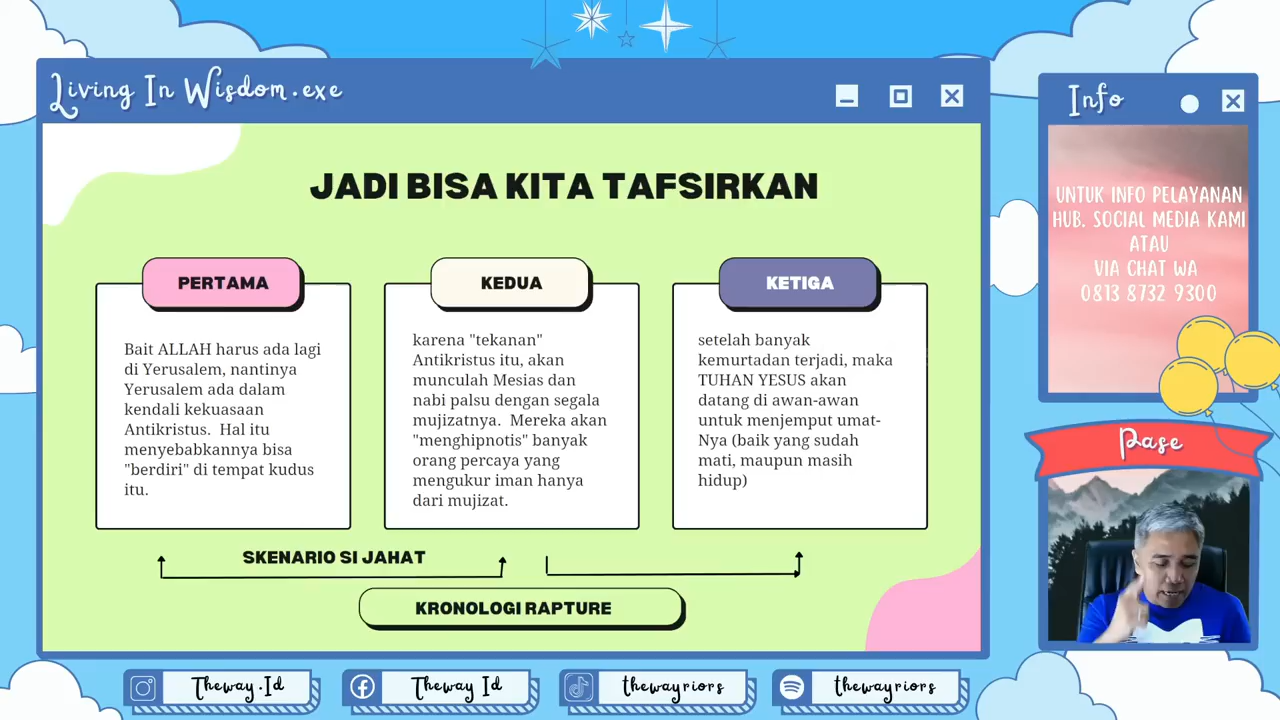 Living In Wisdom.exe
JADI BISA KITA TAFSIRKAN
PERTAMA
Bait ALLAH harus ada lagi
di Yerusalem, nantinya
Yerusalem ada dalam
kendali kekuasaan
Antikristus.  Hal itu
menyebabkannya bisa
"berdiri" di tempat kudus
itu.
KEDUA
karena "tekanan"
Antikristus itu, akan
munculah Mesias dan
nabi palsu dengan segala
mujizatnya.  Mereka akan
"menghipnotis" banyak
orang percaya yang
mengukur iman hanya
dari mujizat.
KETIGA
setelah banyak
kemurtadan terjadi, maka
TUHAN YESUS akan
datang di awan-awan
untuk menjemput umat-
Nya (baik yang sudah
mati, maupun masih
hidup)
SKENARIO SI JAHAT
KRONOLOGI RAPTURE
Info
UNTUK INFO PELAYANAN
HUB. SOCIAL MEDIA KAMI
ATAU
VIA CHAT WA
0813 8732 9300
Pase
Theway.Id
Theway Id
thewayriors
thewayriors